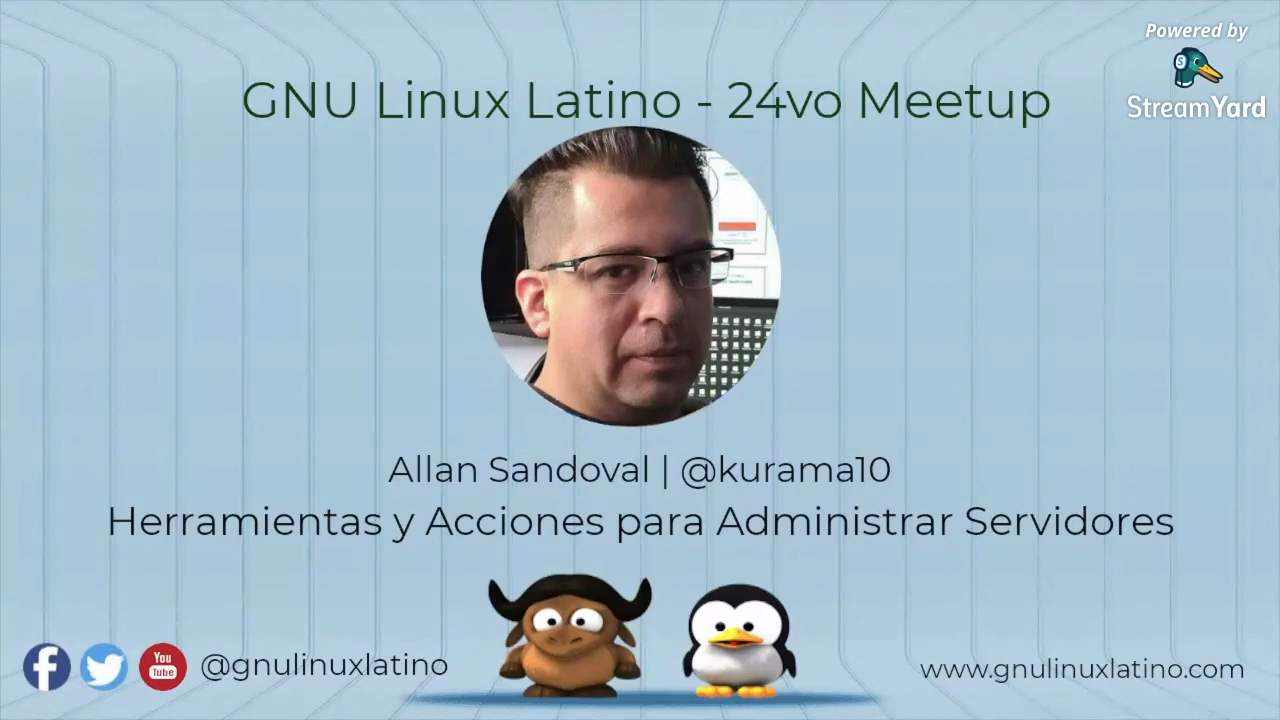 Powered by
StreamYard
GNU Linux Latino - 24vo Meetup
Allan Sandoval | @kurama10
Herramientas y Acciones para Administrar Servidores
You
Tube
@gnulinuxlatino
www.gnulinuxlatino.com